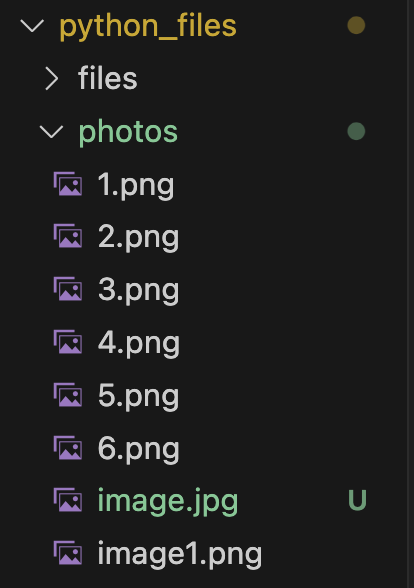 python_files
files
photos
1.png
2.png
3.png
4.png
5.png
6.png
image.jpg U
image1.png